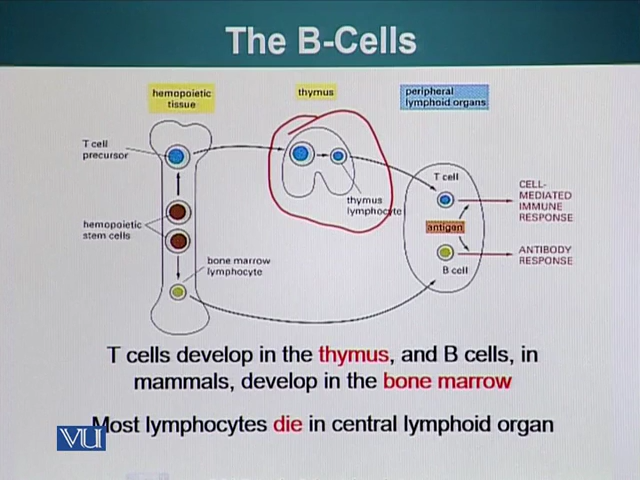 The B-Cells
hemopoietic
tissue
thymus
peripheral
lymphoid organs
T cell
precursor
T cell
CELL-
MEDIATED
IMMUNE
RESPONSE
thymus
lymphocyte
hemopoietic
stem cells
antigen
ANTIBODY
RESPONSE
bone marrow
lymphocyte
B cell
T cells develop in the thymus, and B cells, in
mammals, develop in the bone marrow
Most lymphocytes die in central lymphoid organ
VU